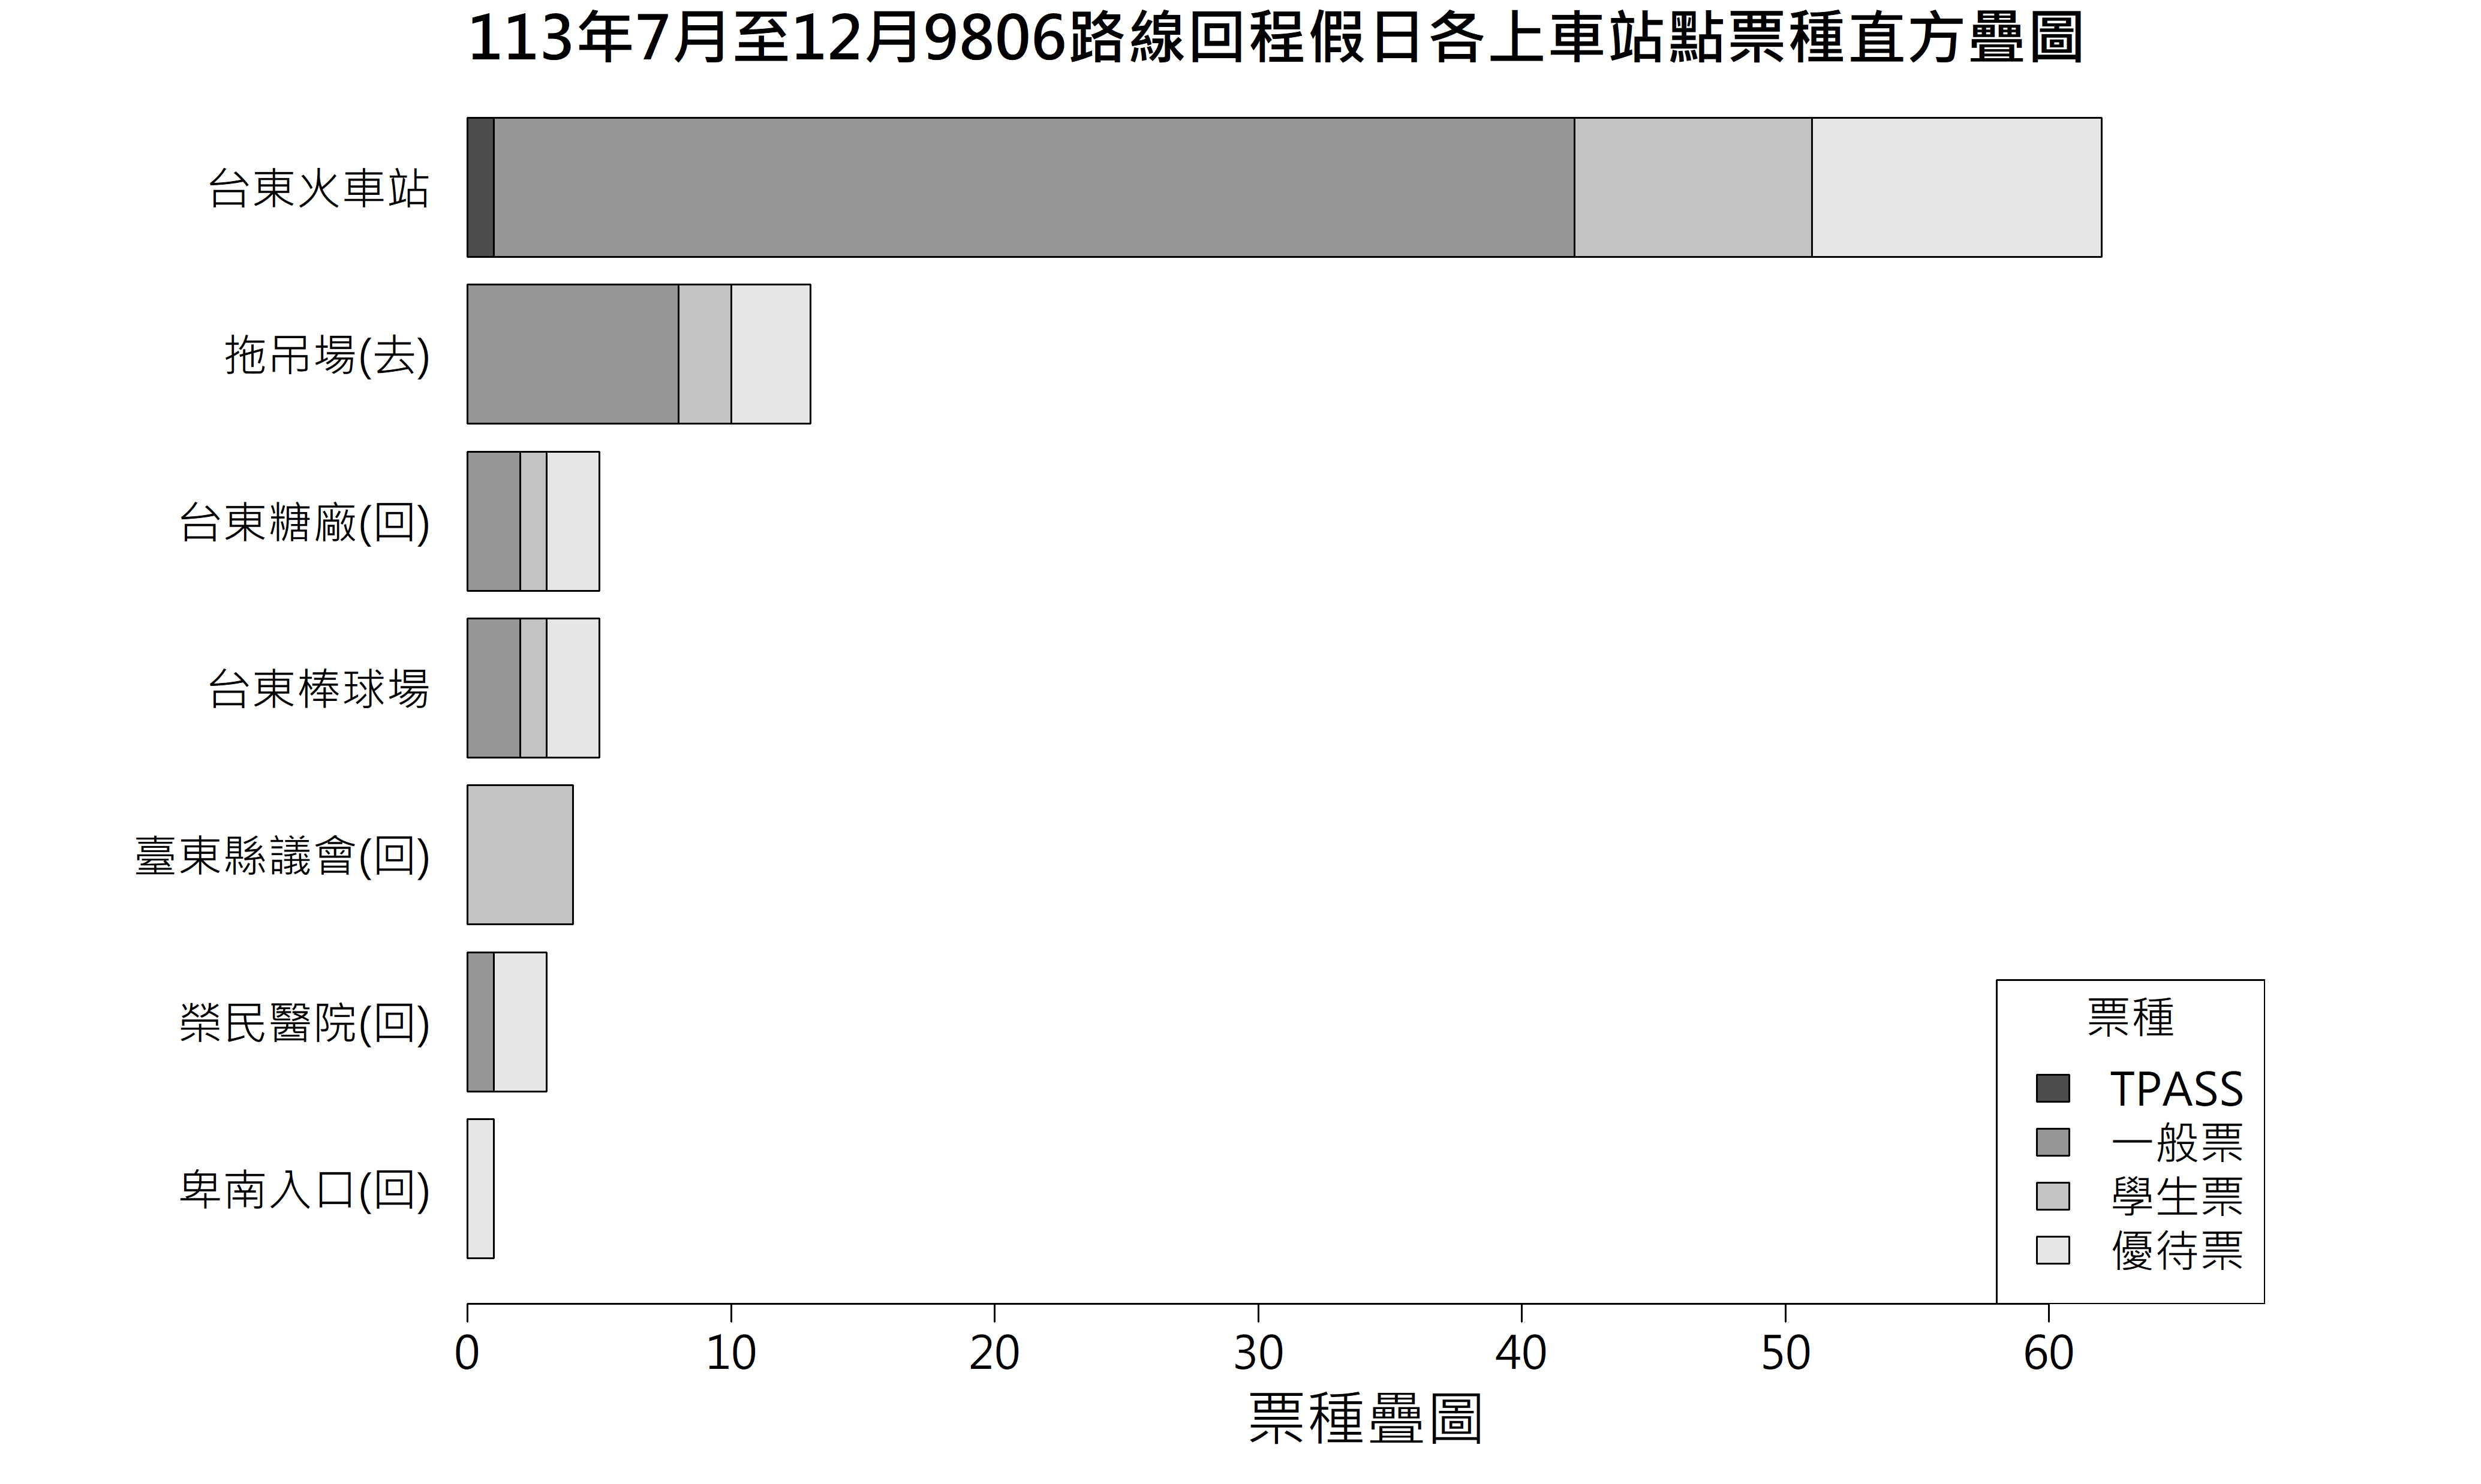 113年7月至12月9806路線回程假日各上車站點票種直方疊圖
台東火車站
拖吊場(去)
台東糖廠(回)
台東棒球場
臺東縣議會(回)
榮民醫院(回)
卑南入口(回)
票種
TPASS
一般票
學生票
優待票
0 10 20 30 40 50 60
票種疊圖